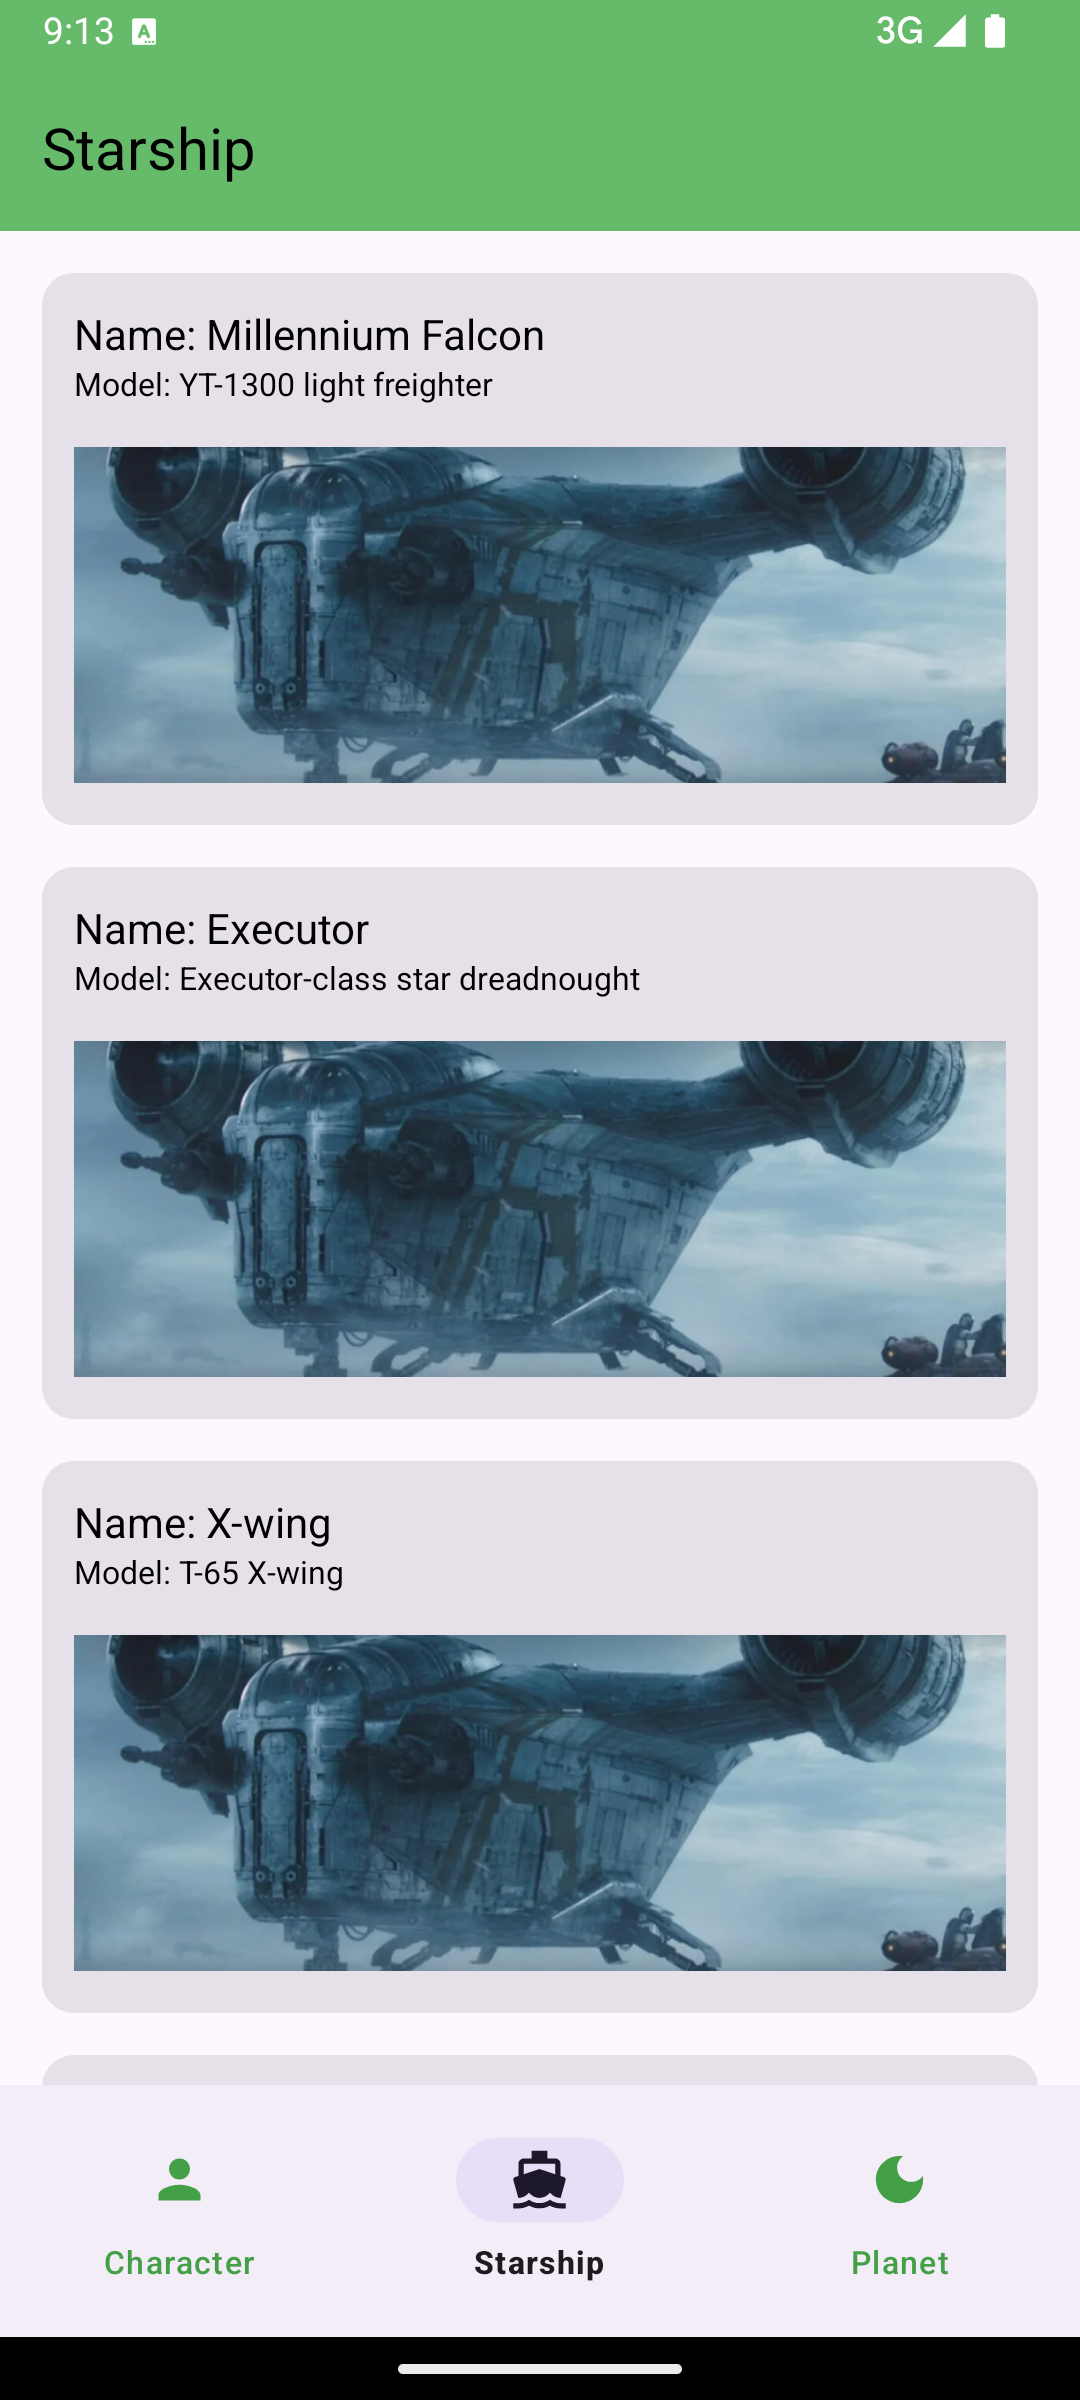 9:13
3G
Starship
Name: Millennium Falcon
Model: YT-1300 light freighter
Name: Executor
Model: Executor-class star dreadnought
Name: X-wing
Model: T-65 X-wing
Character
Starship
Planet